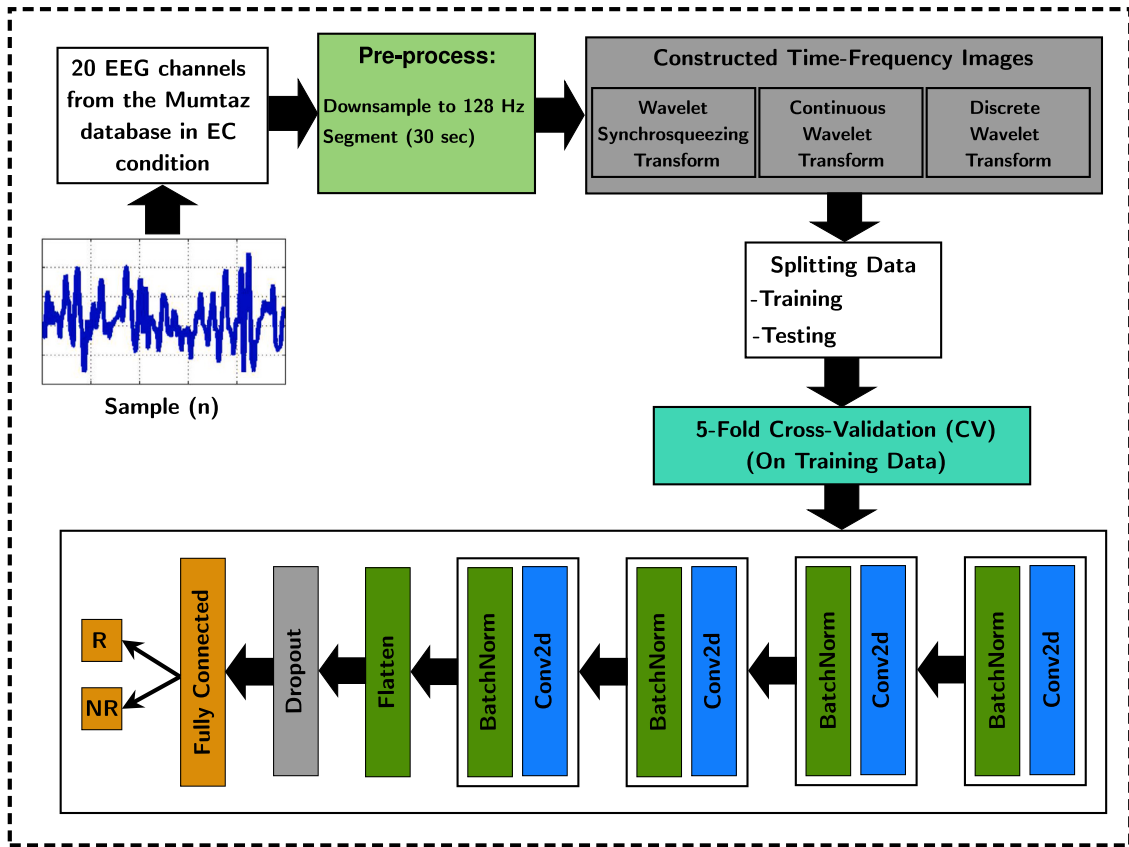 20 EEG channels
from the Mumtaz
database in EC
condition
Pre-process:
Downsample to 128 Hz
Segment (30 sec)
Constructed Time-Frequency Images
Wavelet
Synchrosqueezing
Transform
Continuous
Wavelet
Transform
Discrete
Wavelet
Transform
Sample (n)
Splitting Data
-Training
-Testing
5-Fold Cross-Validation (CV)
(On Training Data)
R
NR
Fully Connected
Dropout
Flatten
BatchNorm
Conv2d
BatchNorm
Conv2d
BatchNorm
Conv2d
BatchNorm
Conv2d